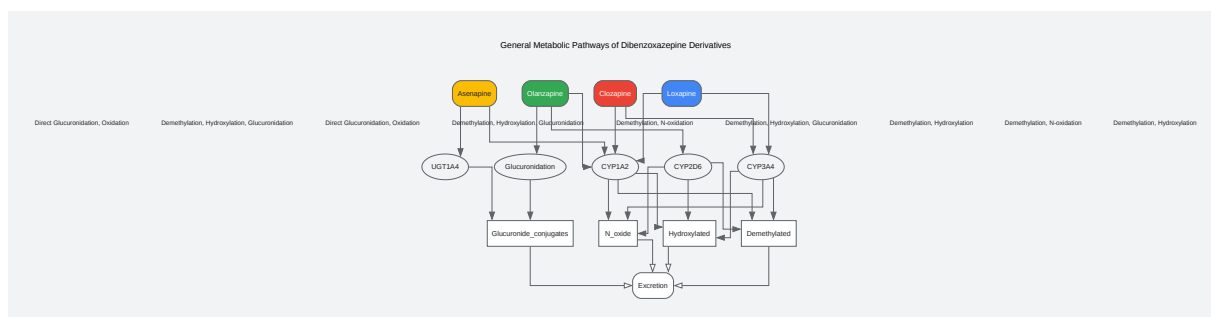 General Metabolic Pathways of Dibenzoxazepine Derivatives
Asenapine
Olanzapine
Clozapine
Loxapine
Direct Glucuronidation, Oxidation
Demethylation, Hydroxylation, Glucuronidation
Direct Glucuronidation, Oxidation
Demethylation, Hydroxylation, Glucuronidation
Demethylation, N-oxidation
Demethylation, Hydroxylation, Glucuronidation
Demethylation, Hydroxylation
Demethylation, N-oxidation
Demethylation, Hydroxylation
UGT1A4
Glucuronidation
CYP1A2
CYP2D6
CYP3A4
Glucuronide_conjugates
N_oxide
Hydroxylated
Demethylated
Excretion